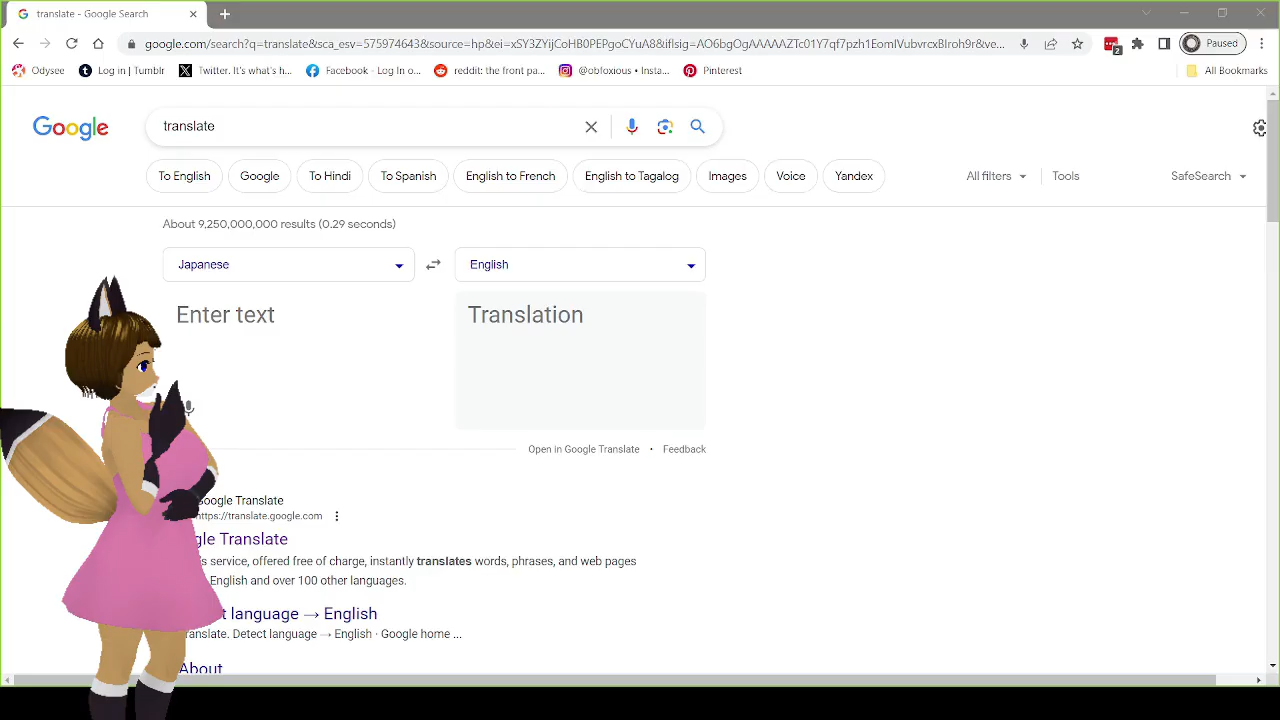 translate - Google Search
google.com/search?q=translate&sca_esv=575974643&source=hp&ei=xSY3ZYijCoHB0PEPgoCYuA8&iflsig=AO6bgOgAAAAAZTc01Y7qf7pzh1EomIVubvrcxBIroh9r&ve...
2
Paused
Odysee
Log in | Tumblr
Twitter. It's what's h...
Facebook - Log In o...
reddit: the front pa...
@obfoxious • Insta...
Pinterest
All Bookmarks
Google
translate
To English
Google
To Hindi
To Spanish
English to French
English to Tagalog
Images
Voice
Yandex
All filters
Tools
SafeSearch
About 9,250,000,000 results (0.29 seconds)
Japanese
English
Enter text
Translation
Open in Google Translate • Feedback
Google Translate
https://translate.google.com
gle Translate
's service, offered free of charge, instantly translates words, phrases, and web pages
English and over 100 other languages.
t language → English
ranslate. Detect language → English · Google home ...
About